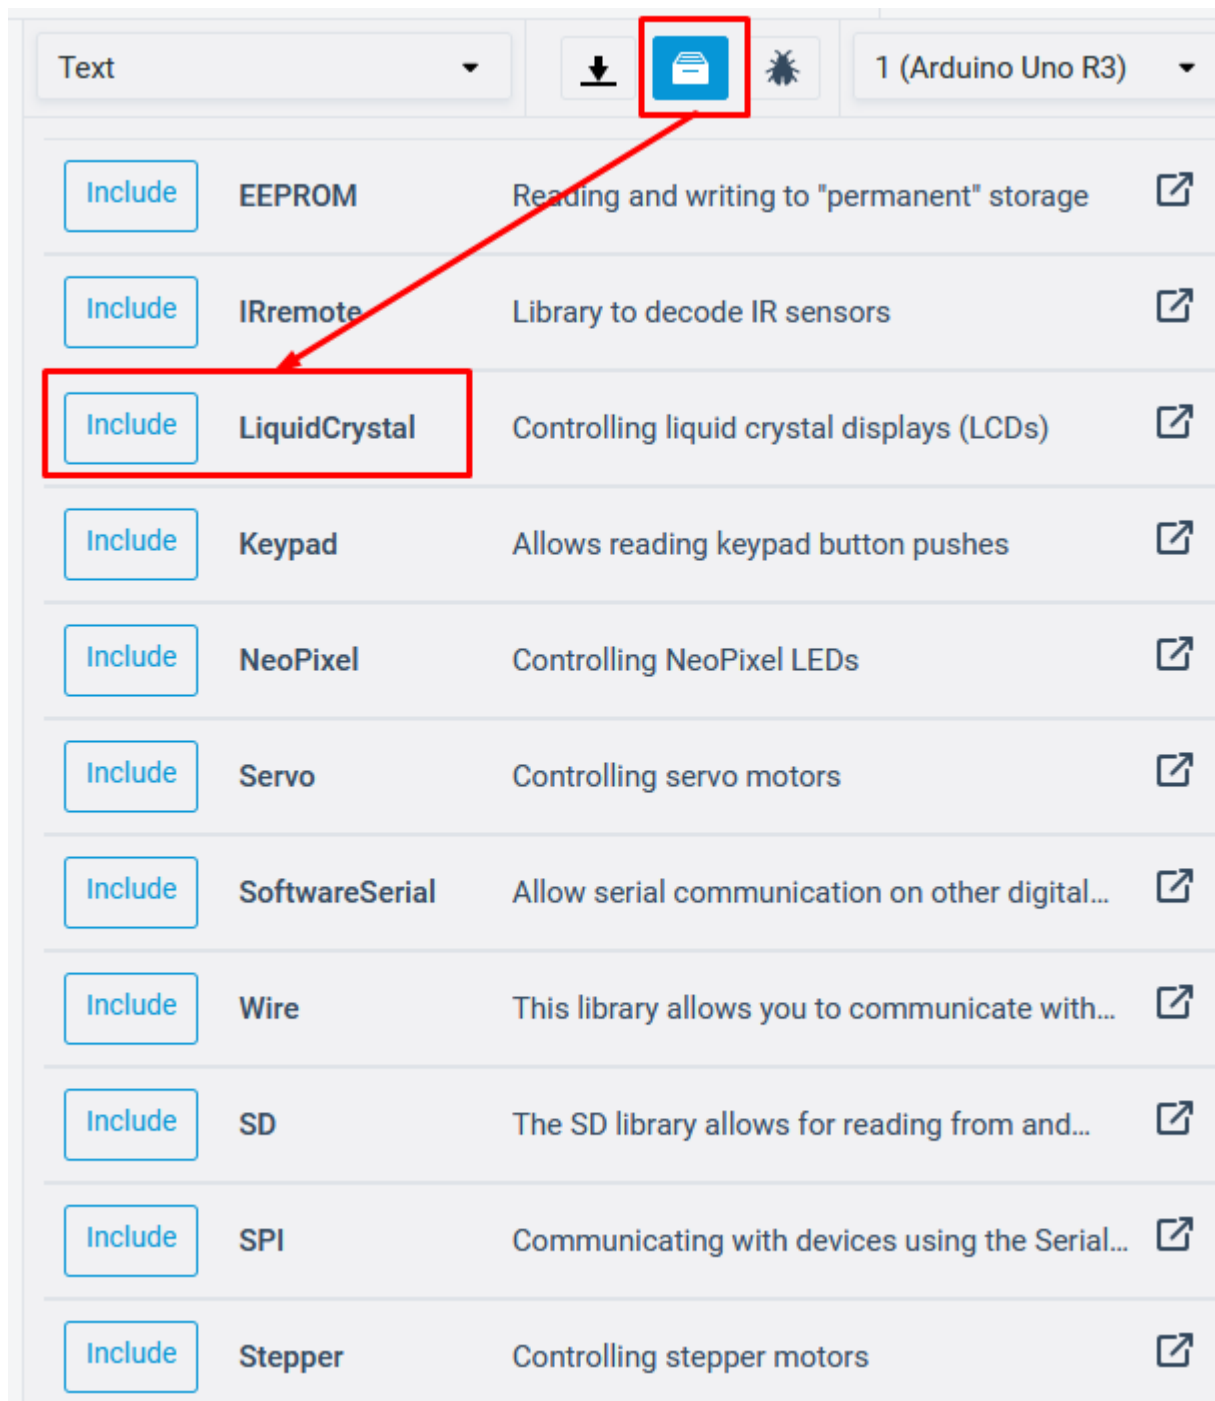 Text 1 (Arduino Uno R3)
Include EEPROM Reading and writing to "permanent" storage
Include IRremote Library to decode IR sensors
Include LiquidCrystal Controlling liquid crystal displays (LCDs)
Include Keypad Allows reading keypad button pushes
Include NeoPixel Controlling NeoPixel LEDs
Include Servo Controlling servo motors
Include SoftwareSerial Allow serial communication on other digital...
Include Wire This library allows you to communicate with...
Include SD The SD library allows for reading from and...
Include SPI Communicating with devices using the Serial...
Include Stepper Controlling stepper motors